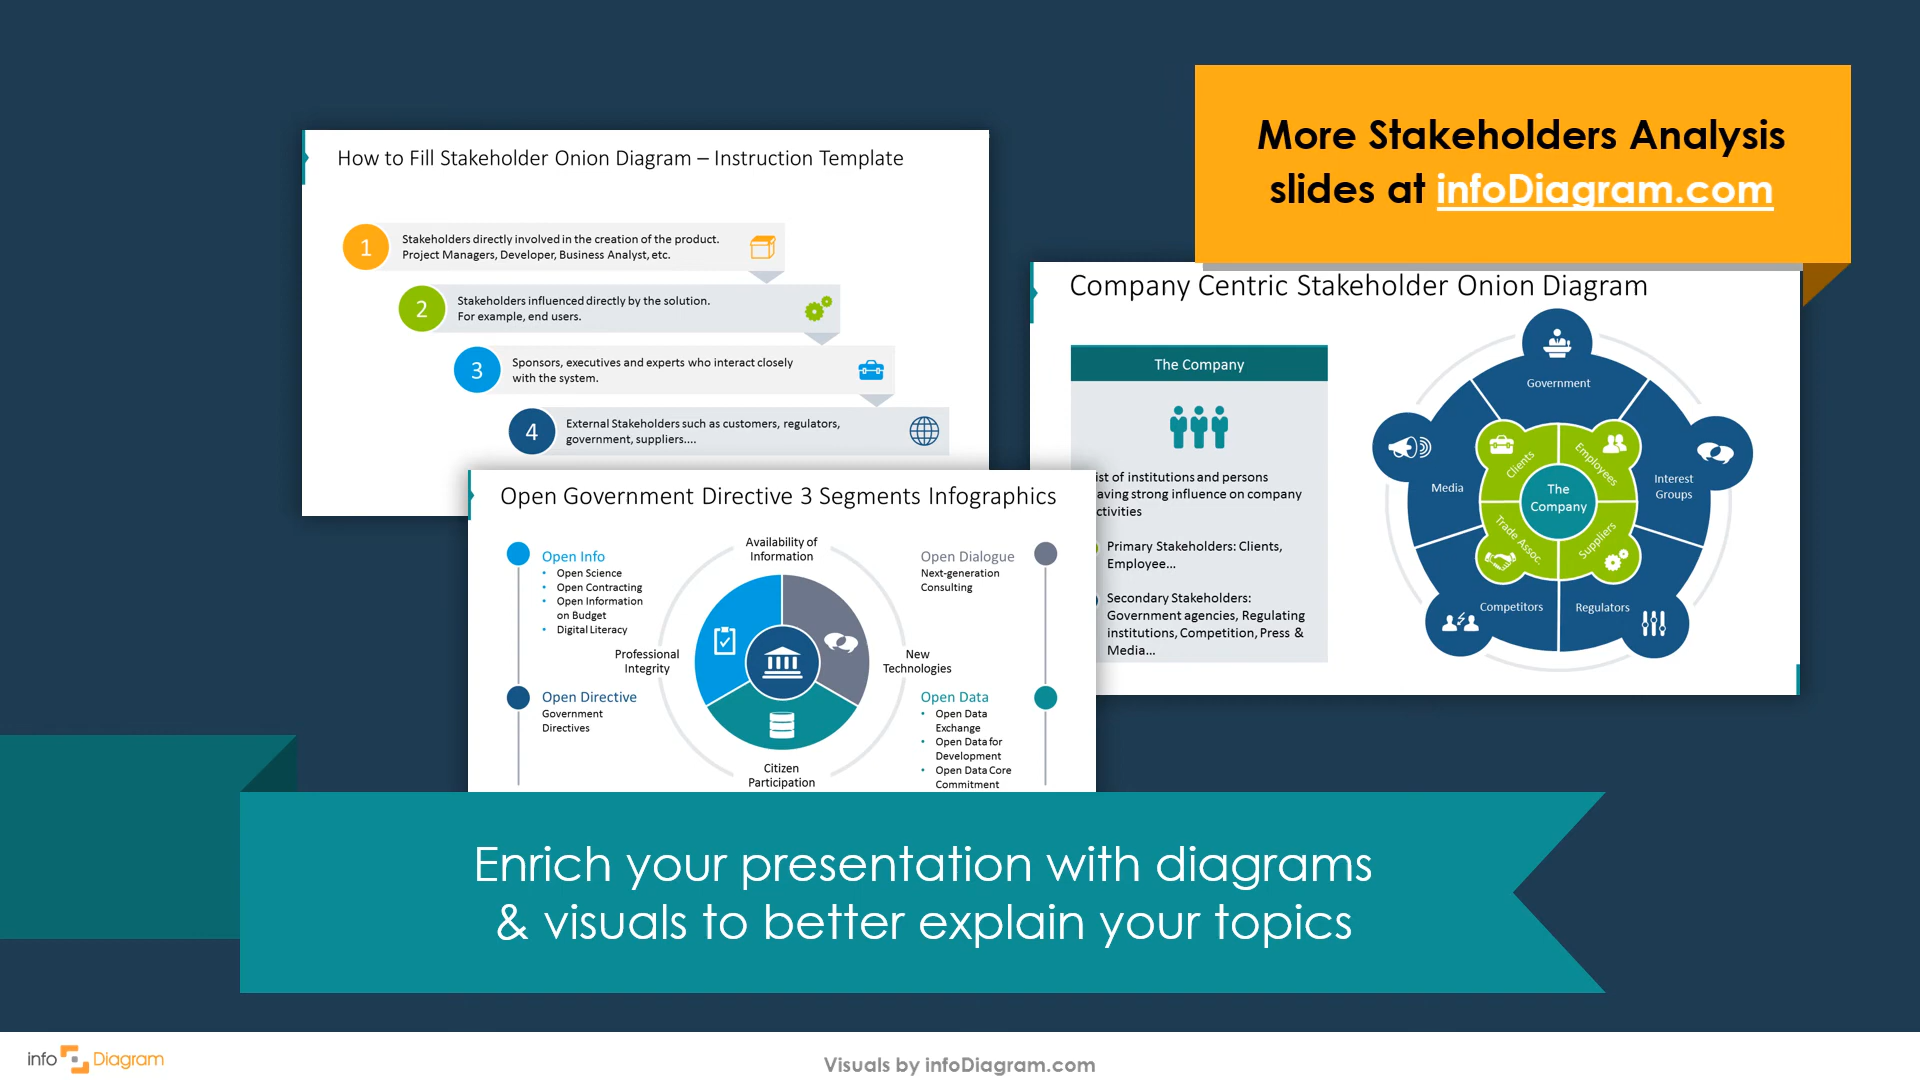 More Stakeholders Analysis
slides at infoDiagram.com
How to Fill Stakeholder Onion Diagram – Instruction Template
1
Stakeholders directly involved in the creation of the product.
Project Managers, Developer, Business Analyst, etc.
2
Stakeholders influenced directly by the solution.
For example, end users.
3
Sponsors, executives and experts who interact closely
with the system.
4
External Stakeholders such as customers, regulators,
government, suppliers....
Company Centric Stakeholder Onion Diagram
The Company
ist of institutions and persons
aving strong influence on company
ctivities
Primary Stakeholders: Clients,
Employee...
Secondary Stakeholders:
Government agencies, Regulating
institutions, Competition, Press &
Media...
Government
Media
Interest
Groups
Competitors
Regulators
Clients
Employees
Trade Assoc.
Suppliers
The
Company
Open Government Directive 3 Segments Infographics
Open Info
• Open Science
• Open Contracting
• Open Information
on Budget
• Digital Literacy
Open Directive
Government
Directives
Availability of
Information
Professional
Integrity
New
Technologies
Citizen
Participation
Open Dialogue
Next-generation
Consulting
Open Data
• Open Data
Exchange
• Open Data for
Development
• Open Data Core
Commitment
Enrich your presentation with diagrams
& visuals to better explain your topics
info Diagram
Visuals by infoDiagram.com